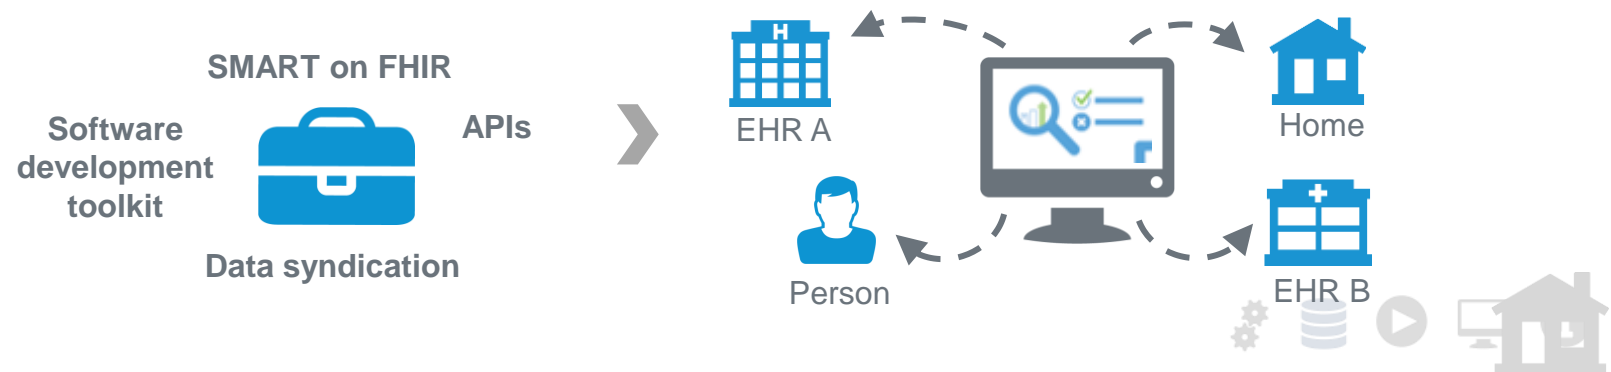 SMART on FHIR
Software
development
toolkit
APIs
Data syndication
H
EHR A
Home
Person
EHR B